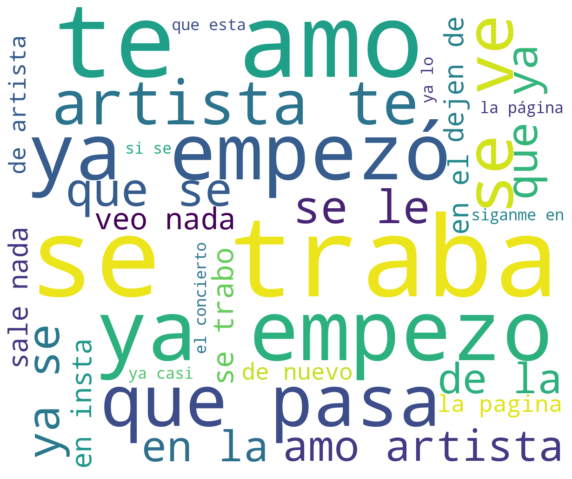 te amo
que esta
de artista
artista te
ya lo
en el dejen de
se ve
que ya
la página
ya empezó
si se
que se
veo nada
se le
siganme en
se traba
sale nada
el concierto
se trabo
ya empezo
ya se
en insta
ya casi
de nuevo
de la
que pasa
la pagina
en la
amo artista